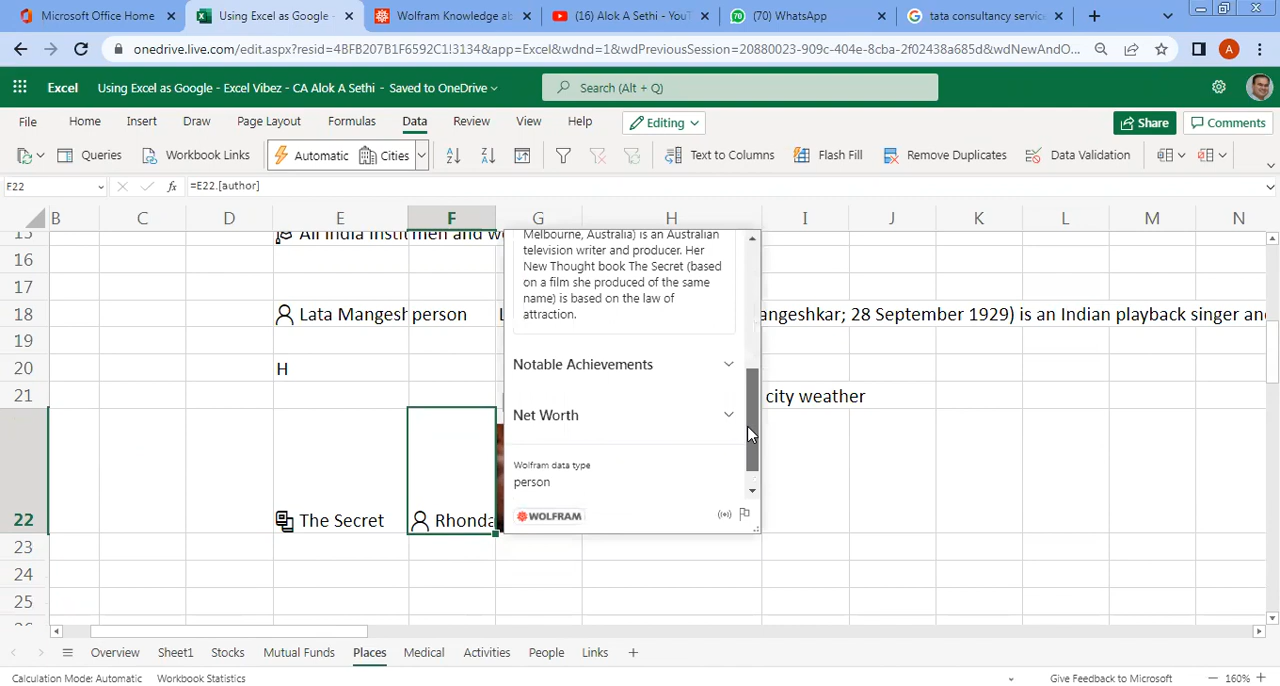 Microsoft Office Home
Using Excel as Google - Excel
Wolfram Knowledge ab
(16) Alok A Sethi - YouT
(70) WhatsApp
tata consultancy service
onedrive.live.com/edit.aspx?resid=4BFB207B1F6592C1!3134&app=Excel&wdnd=1&wdPreviousSession=20880023-909c-404e-8cba-2f02438a685d&wdNewAndO...
A
Excel
Using Excel as Google - Excel Vibez - CA Alok A Sethi - Saved to OneDrive
Search (Alt + Q)
File Home Insert Draw Page Layout Formulas Data Review View Help Editing Share Comments
Queries Workbook Links Automatic Cities Text to Columns Flash Fill Remove Duplicates Data Validation
F22 fx =E22.[author]
B C D E F G H I J K L M N
15 All India Instit men and w
16
17
18 Lata Mangesh person L angeshkar; 28 September 1929) is an Indian playback singer an
19
20 H
21 city weather
22 The Secret Rhonda
23
24
25
Melbourne, Australia) is an Australian
television writer and producer. Her
New Thought book The Secret (based
on a film she produced of the same
name) is based on the law of
attraction.
Notable Achievements
Net Worth
Wolfram data type
person
WOLFRAM
Overview Sheet1 Stocks Mutual Funds Places Medical Activities People Links
Calculation Mode: Automatic Workbook Statistics Give Feedback to Microsoft 160%